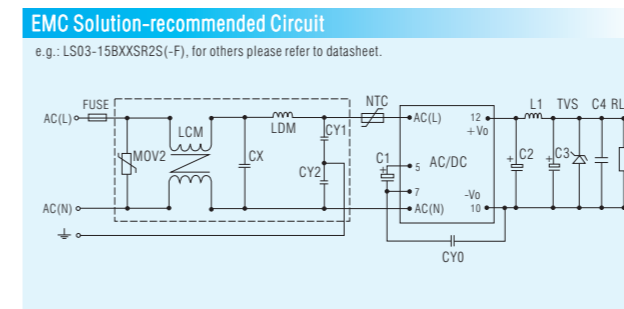 EMC Solution-recommended Circuit
e.g.: LS03-15BXXSR2S(-F), for others please refer to datasheet.
FUSE NTC L1 TVS C4 RL
AC(L) AC(L) 12
LCM LDM CY1 +Vo
MOV2 CX C1 + 5 AC/DC + C2 + C3
CY2
7 -Vo
AC(N) AC(N) 10
CY0